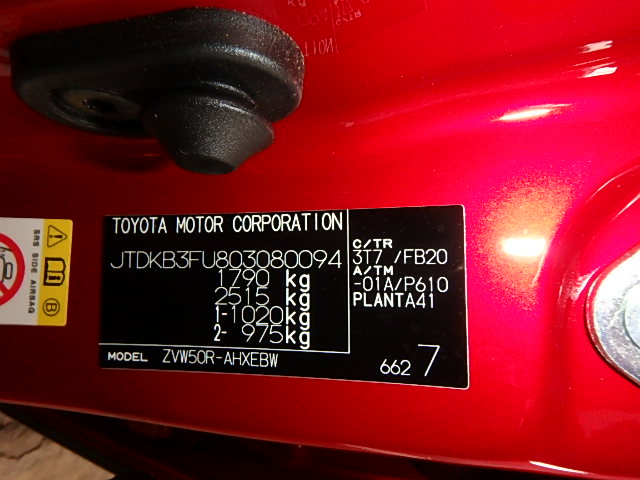 TOYOTA MOTOR CORPORATION
JTDKB3FU803080094
1790 kg
2515 kg
1-1020kg
2- 975kg
C/TR
3T7 /FB20
A/TM
-01A/P610
PLANTA41
MODEL ZVW50R-AHXEBW
662 7
SRS SIDE AIRBAG
B